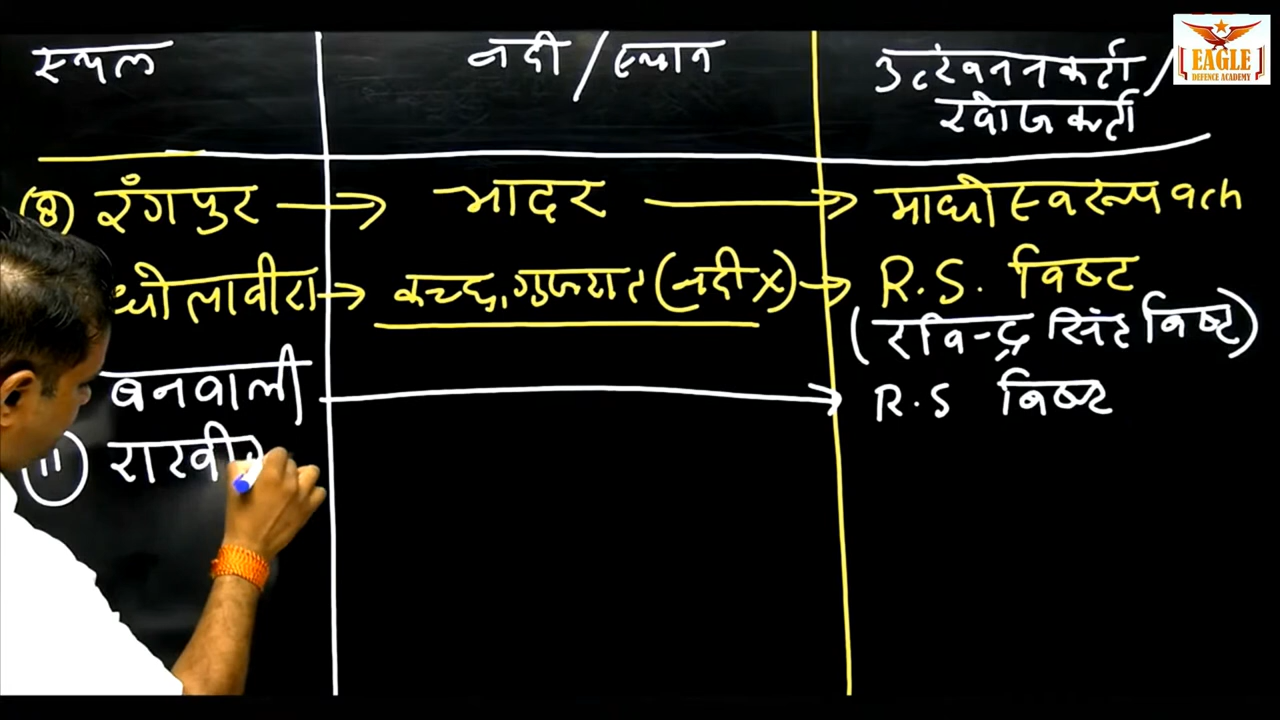 स्थल
नदी / स्थान
उत्खननकर्ता /
खोजकर्ता
EAGLE
DEFENCE ACADEMY
(8) रंगपुर → भादर → माधोस्वरूप वत्स
धोलावीरा → कच्छ, गुजरात (नदी X) → R.S. विष्ट
(रविन्द्र सिंह विष्ट)
बनवाली → R.S विष्ट
11 राखी